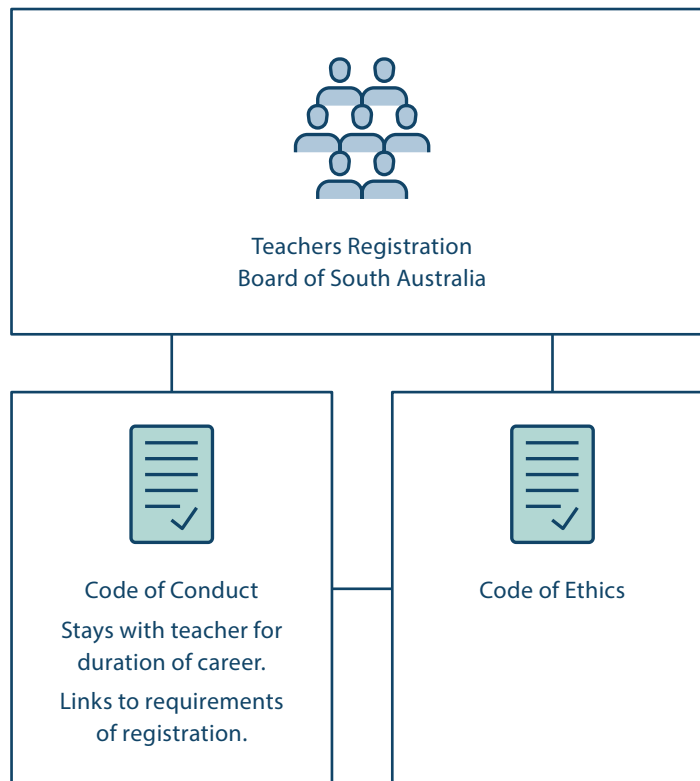 Teachers Registration
Board of South Australia
Code of Conduct
Stays with teacher for
duration of career.
Links to requirements
of registration.
Code of Ethics